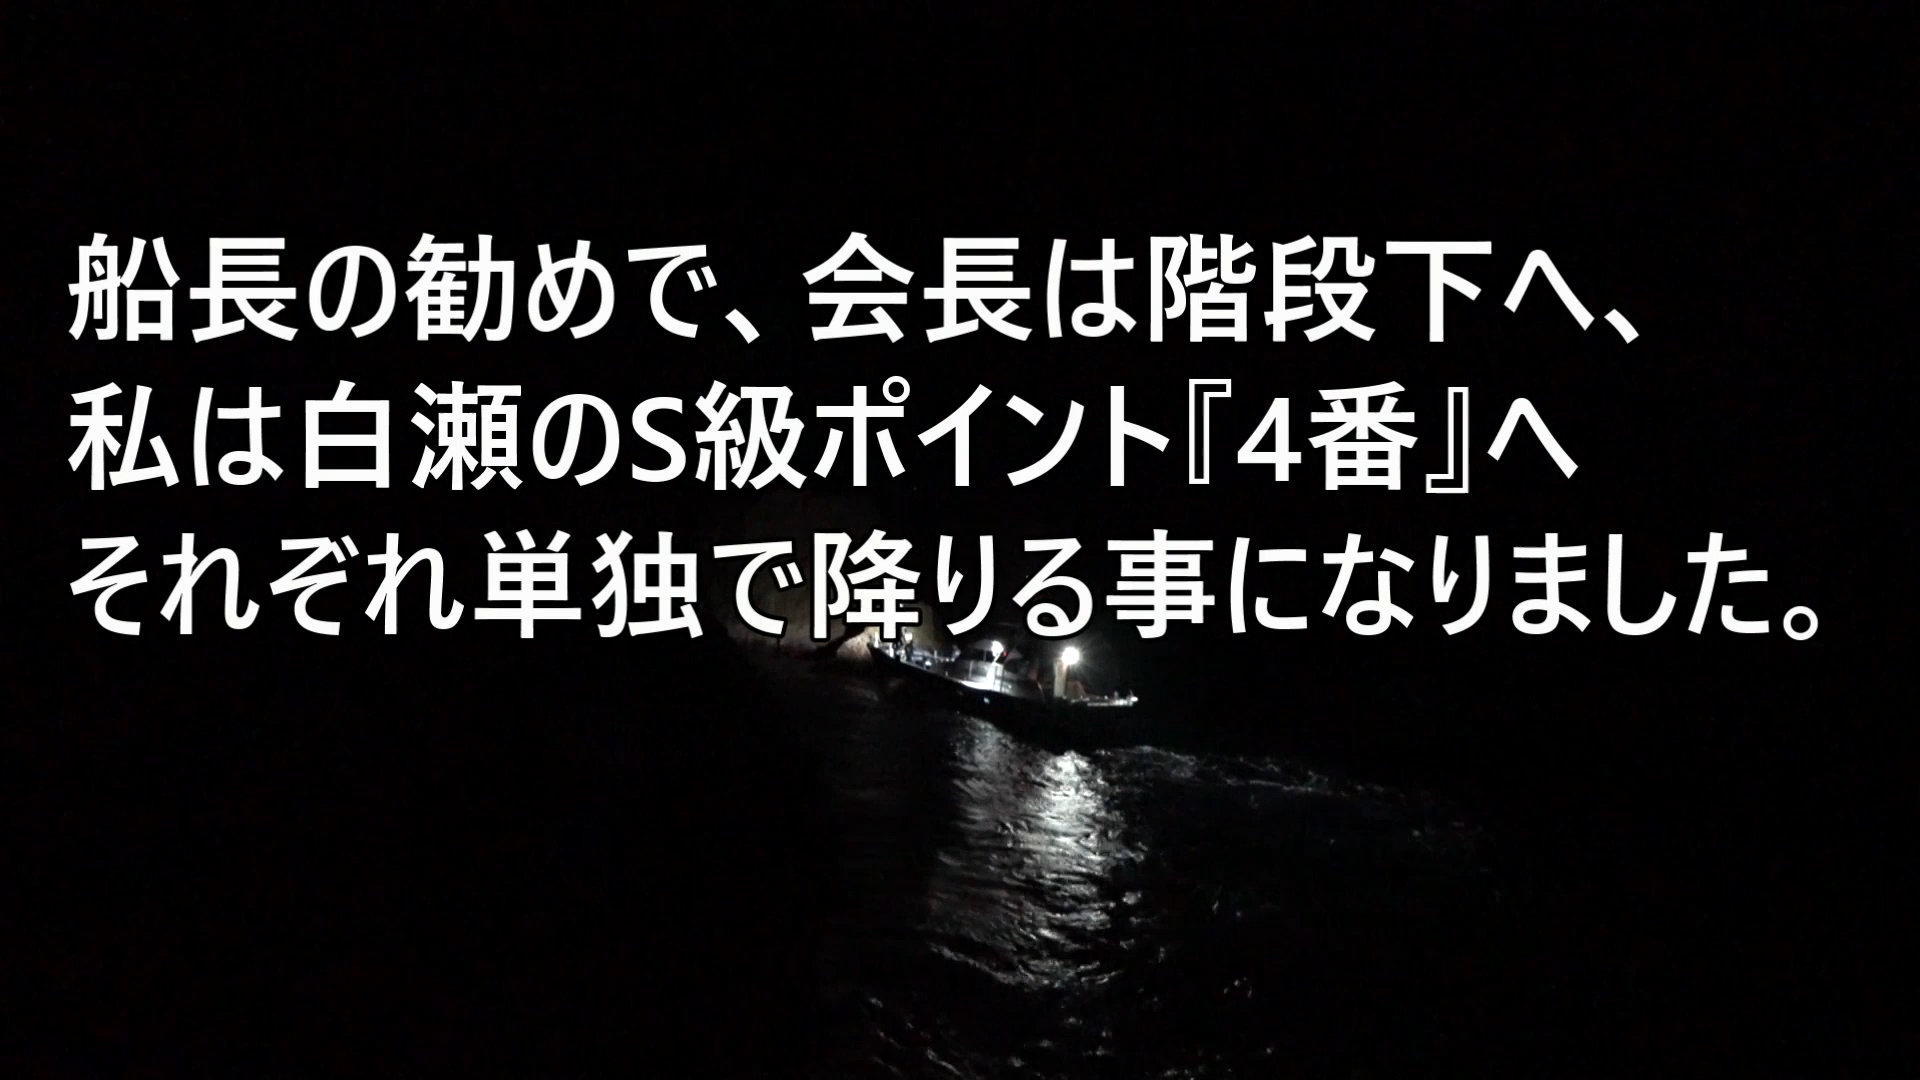 船長の勧めで、会長は階段下へ、
私は白瀬のS級ポイント『4番』へ
それぞれ単独で降りる事になりました。